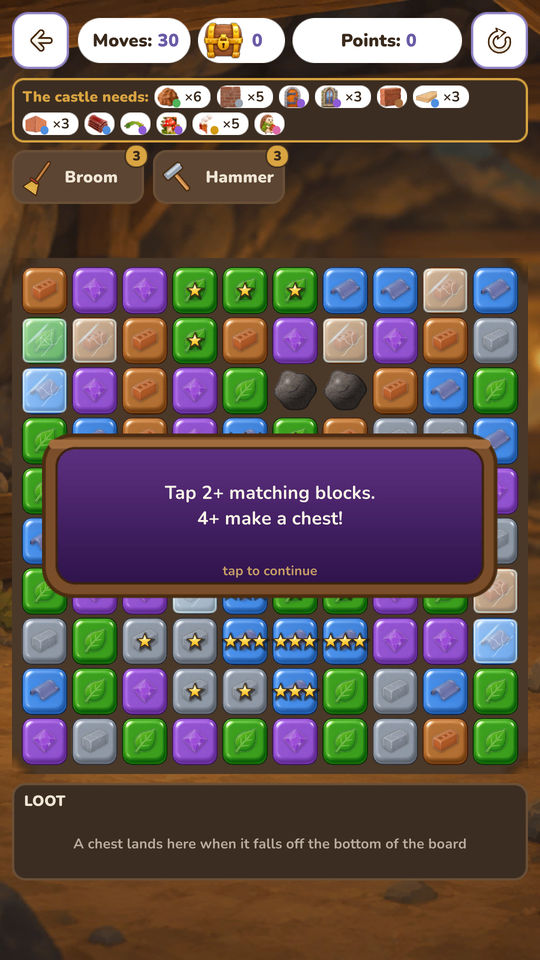 Moves: 30
0
Points: 0
The castle needs: ×6 ×5 ×3 ×3
×3 ×5
Broom 3
Hammer 3
Tap 2+ matching blocks.
4+ make a chest!
tap to continue
LOOT
A chest lands here when it falls off the bottom of the board